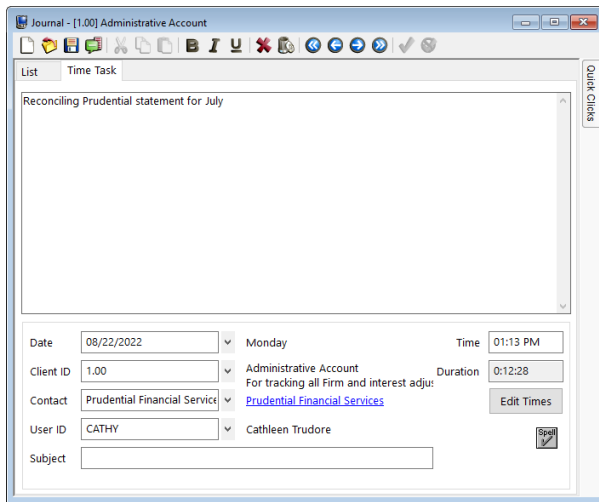 Journal - [1.00] Administrative Account
B I U
List Time Task
Quick Clicks
Reconciling Prudential statement for July
Date 08/22/2022 Monday Time 01:13 PM
Client ID 1.00 Administrative Account Duration 0:12:28
For tracking all Firm and interest adju
Contact Prudential Financial Service Prudential Financial Services Edit Times
User ID CATHY Cathleen Trudore Spell
Subject